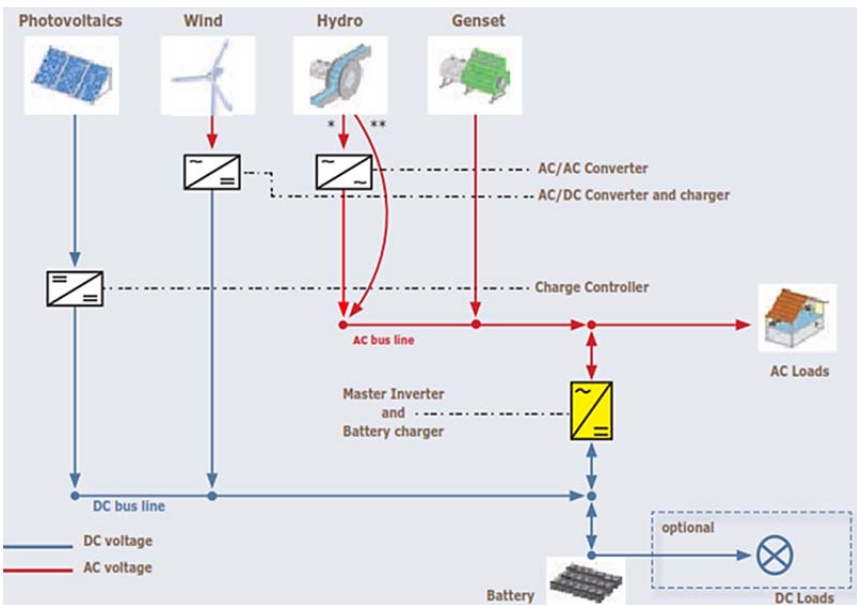 Photovoltaics
Wind
Hydro
Genset
*
**
AC/AC Converter
AC/DC Converter and charger
Charge Controller
AC bus line
AC Loads
Master Inverter
and
Battery charger
DC bus line
DC voltage
AC voltage
optional
Battery
DC Loads